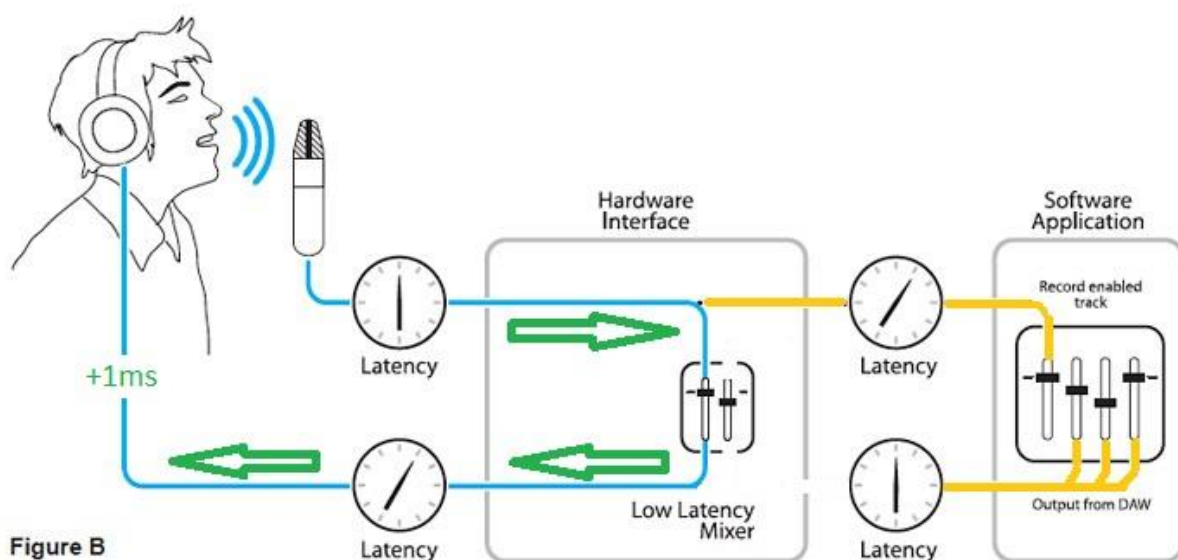 Hardware
Interface
Software
Application
Record enabled
track
Latency
Latency
+1ms
Low Latency
Mixer
Output from DAW
Latency
Latency
Figure B